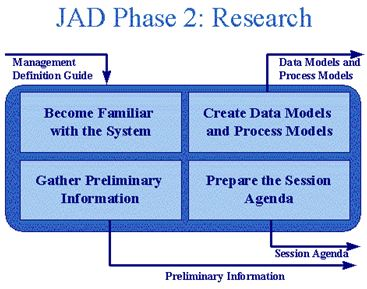 JAD Phase 2: Research
Management
Definition Guide
Data Models and
Process Models
Become Familiar
with the System
Create Data Models
and Process Models
Gather Preliminary
Information
Prepare the Session
Agenda
Session Agenda
Preliminary Information